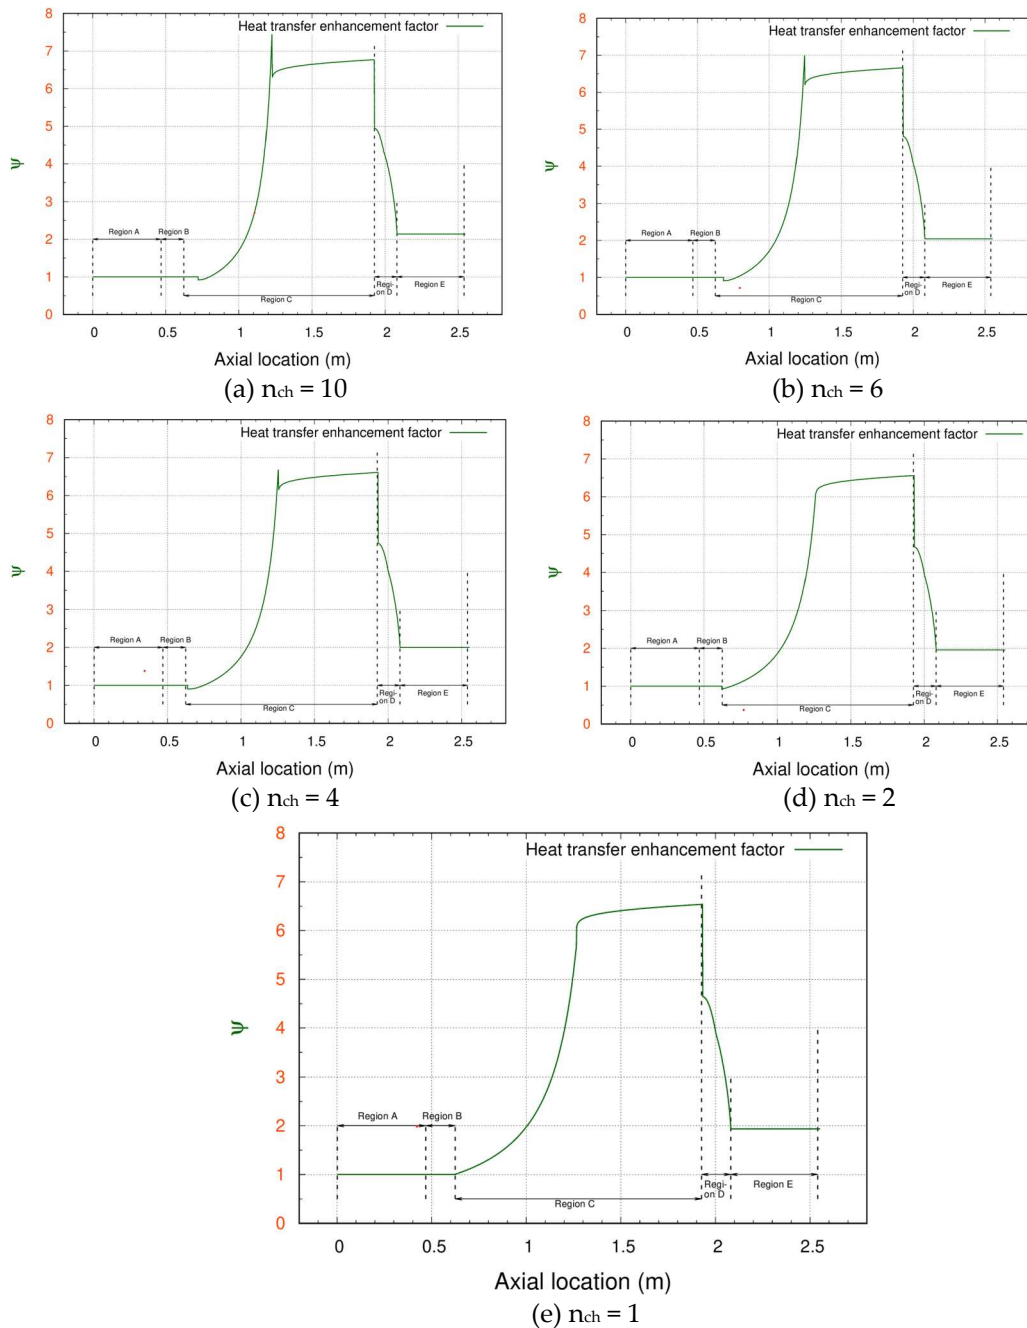 Heat transfer enhancement factor
8
7
6
5
4
3
2
1
0
ψ
Region A
Region B
Region C
Regi-
on D
Region E
0 0.5 1 1.5 2 2.5
Axial location (m)
(a) nch = 10
Heat transfer enhancement factor
8
7
6
5
4
3
2
1
0
ψ
Region A
Region B
Region C
Regi-
on D
Region E
0 0.5 1 1.5 2 2.5
Axial location (m)
(b) nch = 6
Heat transfer enhancement factor
8
7
6
5
4
3
2
1
0
ψ
Region A
Region B
Region C
Regi-
on D
Region E
0 0.5 1 1.5 2 2.5
Axial location (m)
(c) nch = 4
Heat transfer enhancement factor
8
7
6
5
4
3
2
1
0
ψ
Region A
Region B
Region C
Regi-
on D
Region E
0 0.5 1 1.5 2 2.5
Axial location (m)
(d) nch = 2
Heat transfer enhancement factor
8
7
6
5
4
3
2
1
0
ψ
Region A
Region B
Region C
Regi-
on D
Region E
0 0.5 1 1.5 2 2.5
Axial location (m)
(e) nch = 1